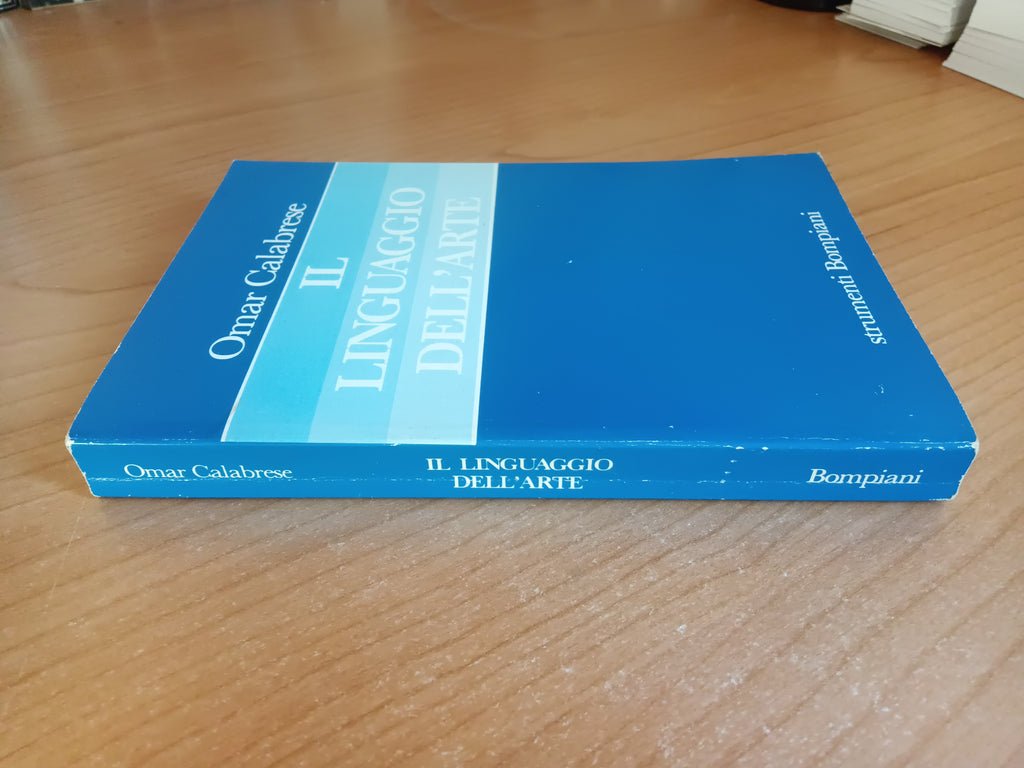 Omar Calabrese
IL
LINGUAGGIO
DELL'ARTE
strumenti Bompiani
Omar Calabrese
IL LINGUAGGIO
DELL'ARTE
Bompiani